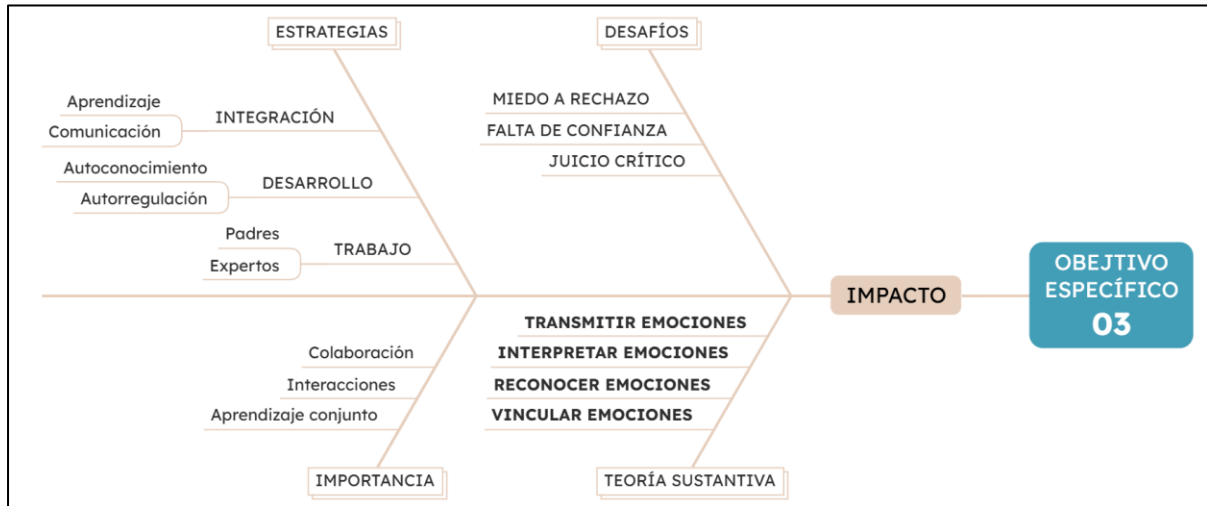 ESTRATEGIAS
DESAFÍOS
Aprendizaje
Comunicación
INTEGRACIÓN
Autoconocimiento
Autorregulación
DESARROLLO
Padres
Expertos
TRABAJO
MIEDO A RECHAZO
FALTA DE CONFIANZA
JUICIO CRÍTICO
IMPACTO
OBEJTIVO
ESPECÍFICO
03
Colaboración
Interacciones
Aprendizaje conjunto
TRANSMITIR EMOCIONES
INTERPRETAR EMOCIONES
RECONOCER EMOCIONES
VINCULAR EMOCIONES
IMPORTANCIA
TEORÍA SUSTANTIVA